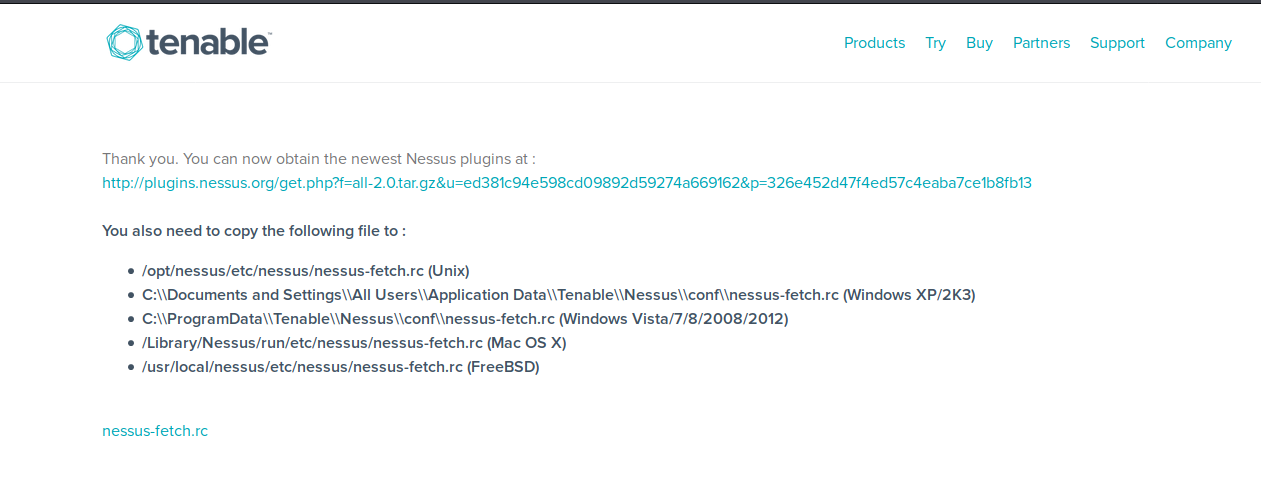 tenable™
Products Try Buy Partners Support Company
Thank you. You can now obtain the newest Nessus plugins at :
http://plugins.nessus.org/get.php?f=all-2.0.tar.gz&u=ed381c94e598cd09892d59274a669162&p=326e452d47f4ed57c4eaba7ce1b8fb13
You also need to copy the following file to :
• /opt/nessus/etc/nessus/nessus-fetch.rc (Unix)
• C:\\Documents and Settings\\All Users\\Application Data\\Tenable\\Nessus\\conf\\nessus-fetch.rc (Windows XP/2K3)
• C:\\ProgramData\\Tenable\\Nessus\\conf\\nessus-fetch.rc (Windows Vista/7/8/2008/2012)
• /Library/Nessus/run/etc/nessus/nessus-fetch.rc (Mac OS X)
• /usr/local/nessus/etc/nessus/nessus-fetch.rc (FreeBSD)
nessus-fetch.rc